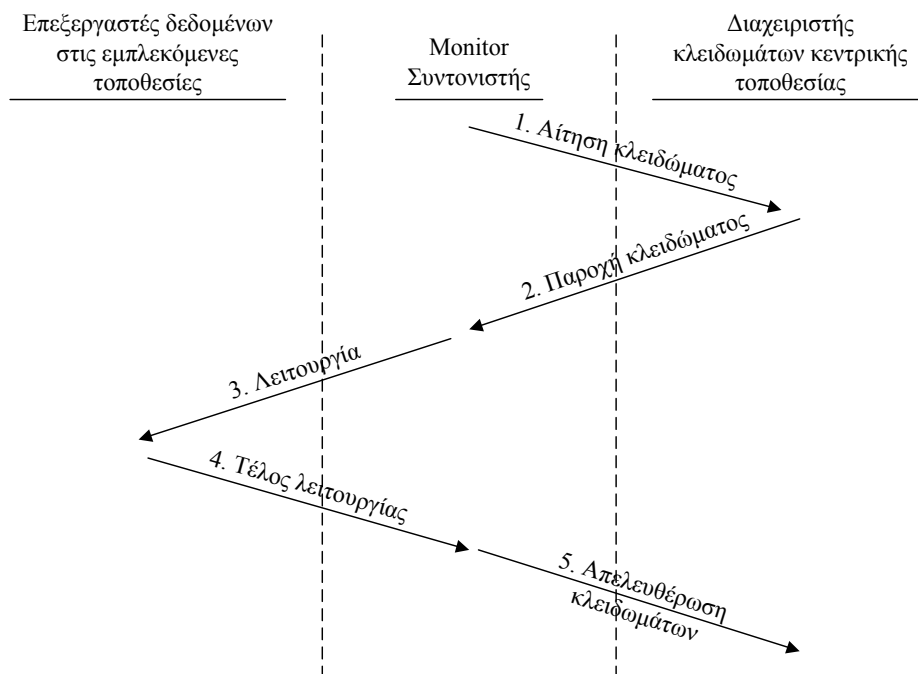 Επεξεργαστές δεδομένων
στις εμπλεκόμενες
τοποθεσίες
Monitor
Συντονιστής
Διαχειριστής
κλειδωμάτων κεντρικής
τοποθεσίας
1. Αίτηση κλειδώματος
2. Παροχή κλειδώματος
3. Λειτουργία
4. Τέλος λειτουργίας
5. Απελευθέρωση
κλειδωμάτων